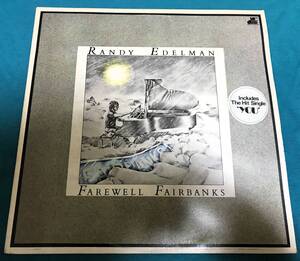 RANDY EDELMAN
Includes
The Hit Single
"YOU"
FAREWELL FAIRBANKS